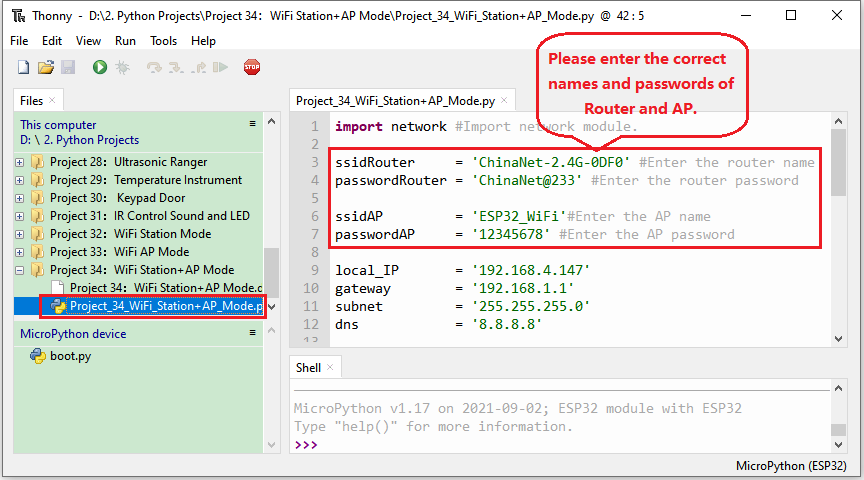 Thonny - D:\2. Python Projects\Project 34：WiFi Station+AP Mode\Project_34_WiFi_Station+AP_Mode.py @ 42 : 5
File Edit View Run Tools Help
STOP
Please enter the correct
names and passwords of
Router and AP.
Files
This computer
D: \ 2. Python Projects
Project 28：Ultrasonic Ranger
Project 29：Temperature Instrument
Project 30： Keypad Door
Project 31：IR Control Sound and LED
Project 32：WiFi Station Mode
Project 33：WiFi AP Mode
Project 34：WiFi Station+AP Mode
Project 34：WiFi Station+AP Mode.c
Project_34_WiFi_Station+AP_Mode.p
MicroPython device
boot.py
Project_34_WiFi_Station+AP_Mode.py
1 import network #Import network module.
2
3 ssidRouter = 'ChinaNet-2.4G-0DF0' #Enter the router name
4 passwordRouter = 'ChinaNet@233' #Enter the router password
5
6 ssidAP = 'ESP32_WiFi'#Enter the AP name
7 passwordAP = '12345678' #Enter the AP password
8
9 local_IP = '192.168.4.147'
10 gateway = '192.168.1.1'
11 subnet = '255.255.255.0'
12 dns = '8.8.8.8'
13
Shell
MicroPython v1.17 on 2021-09-02; ESP32 module with ESP32
Type "help()" for more information.
>>>
MicroPython (ESP32)